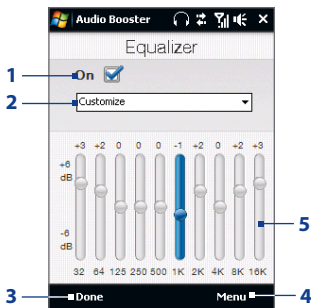 Audio Booster
Equalizer
1 On
2 Customize
+3 +2 0 0 0 -1 +2 0 +2 +3
+6
dB
-6
dB
5
32 64 125 250 500 1K 2K 4K 8K 16K
3 Done Menu 4